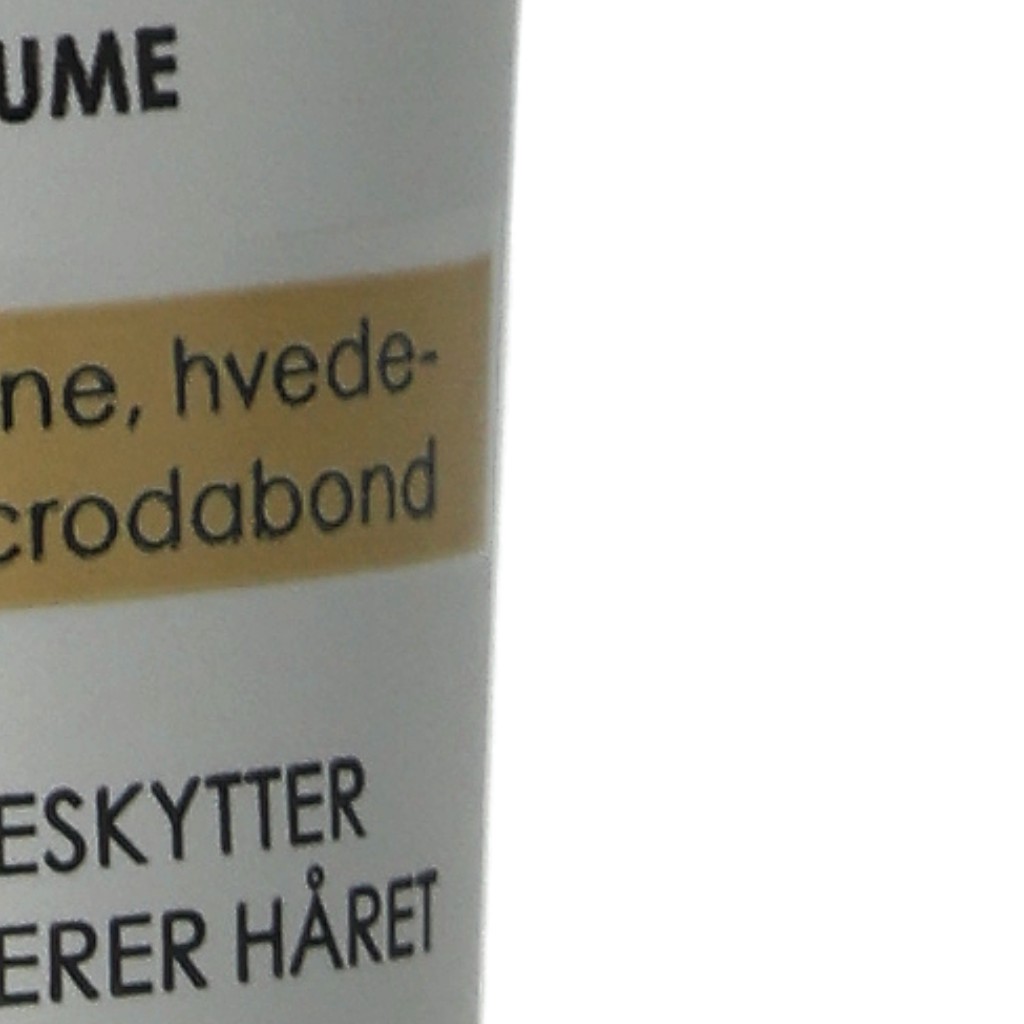 UME
ne, hvede-
crodabond
ESKYTTER
ERER HÅRET